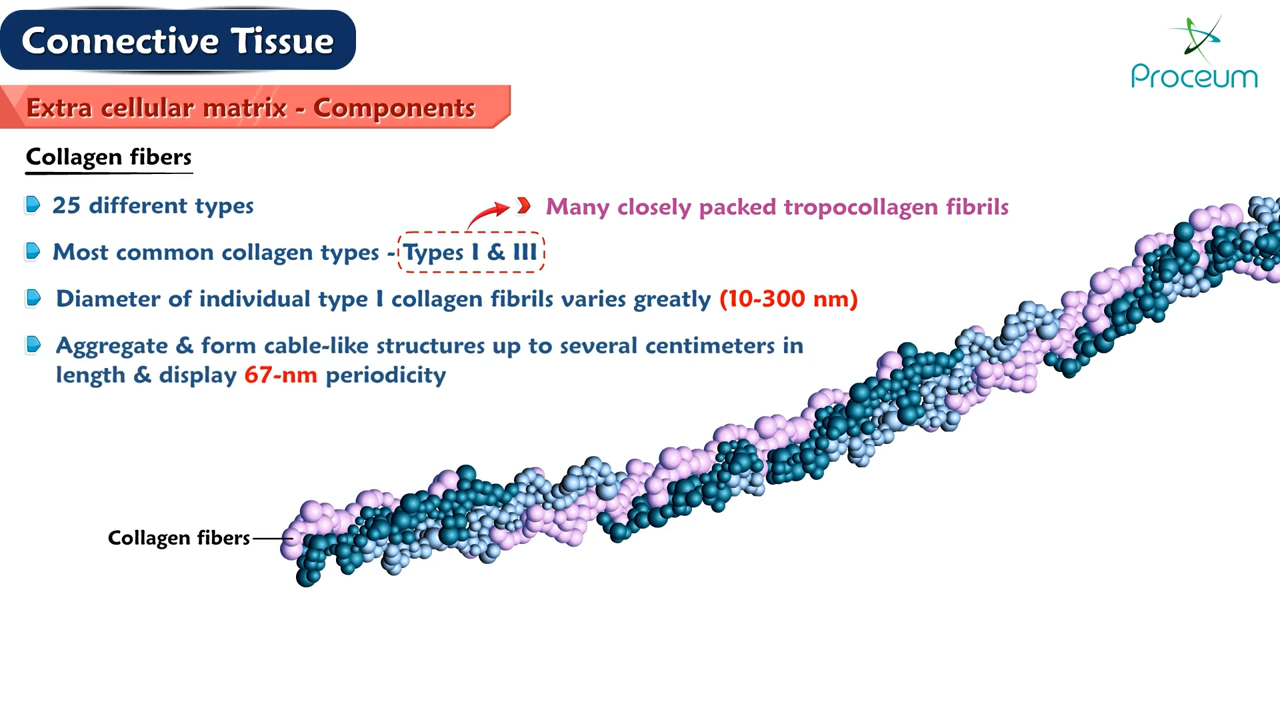 Connective Tissue
Proceum
Extra cellular matrix - Components
Collagen fibers
25 different types
Many closely packed tropocollagen fibrils
Most common collagen types - Types I & III
Diameter of individual type I collagen fibrils varies greatly (10-300 nm)
Aggregate & form cable-like structures up to several centimeters in
length & display 67-nm periodicity
Collagen fibers